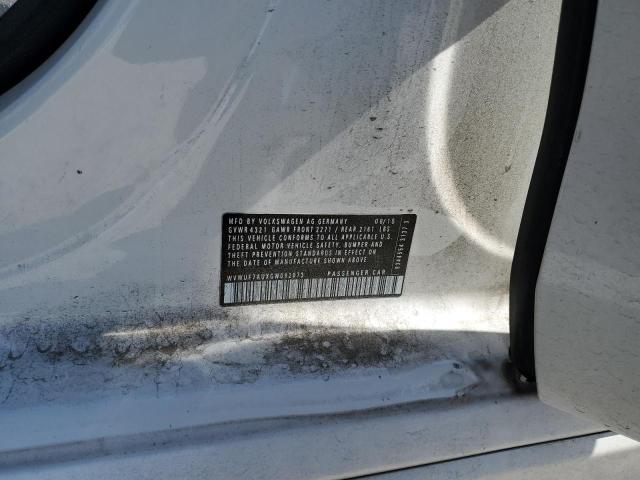 MFD. BY VOLKSWAGEN AG GERMANY 08/15
GVWR 4321 GAWR FRONT 2271 / REAR 2161 LBS
THIS VEHICLE CONFORMS TO ALL APPLICABLE U.S.
FEDERAL MOTOR VEHICLE SAFETY, BUMPER AND
THEFT PREVENTION STANDARDS IN EFFECT ON
THE DATE OF MANUFACTURE SHOWN ABOVE.
PASSENGER CAR